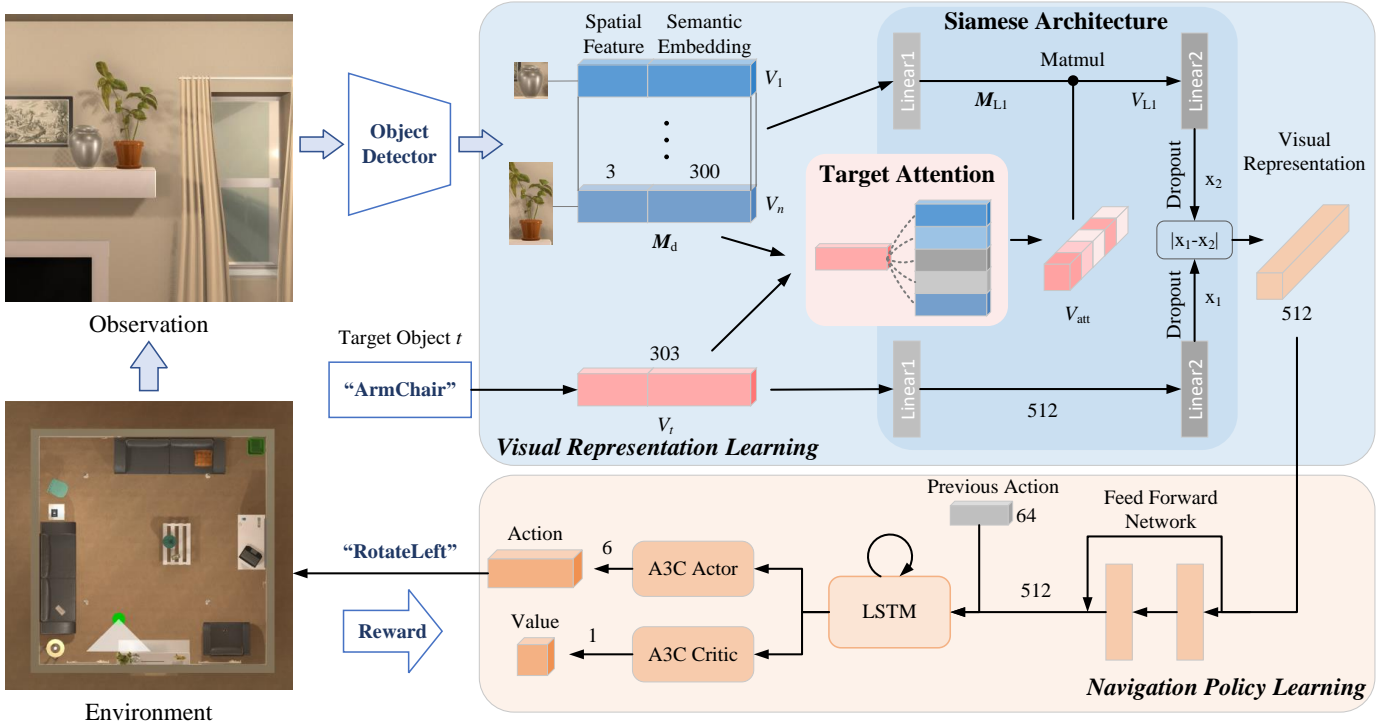 Spatial
Feature
Semantic
Embedding
Siamese Architecture
V1
Linear1
Matmul
ML1
VL1
Linear2
Object
Detector
3
300
Vn
Md
Target Attention
Vatt
Dropout
x2
|x1-x2|
Dropout
x1
Visual
Representation
512
Observation
Target Object t
“ArmChair”
303
Vt
Linear1
512
Linear2
Visual Representation Learning
Previous Action
64
Feed Forward
Network
“RotateLeft”
Action
6
A3C Actor
LSTM
512
Reward
Value
1
A3C Critic
Navigation Policy Learning
Environment